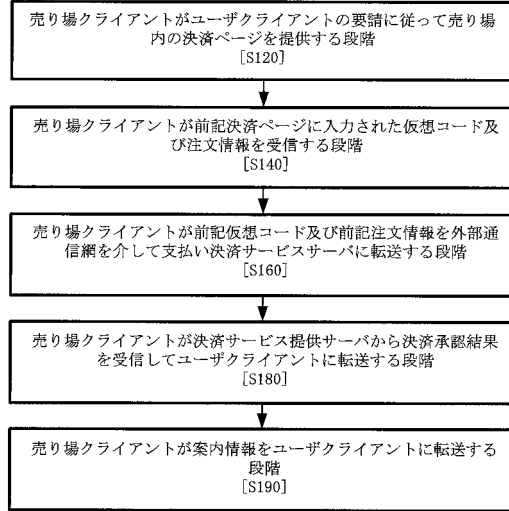 売り場クライアントがユーザクライアントの要請に従って売り場
内の決済ページを提供する段階
[S120]
売り場クライアントが前記決済ページに入力された仮想コード及
び注文情報を受信する段階
[S140]
売り場クライアントが前記仮想コード及び前記注文情報を外部通
信網を介して支払い決済サービスサーバに転送する段階
[S160]
売り場クライアントが決済サービス提供サーバから決済承認結果
を受信してユーザクライアントに転送する段階
[S180]
売り場クライアントが案内情報をユーザクライアントに転送する
段階
[S190]